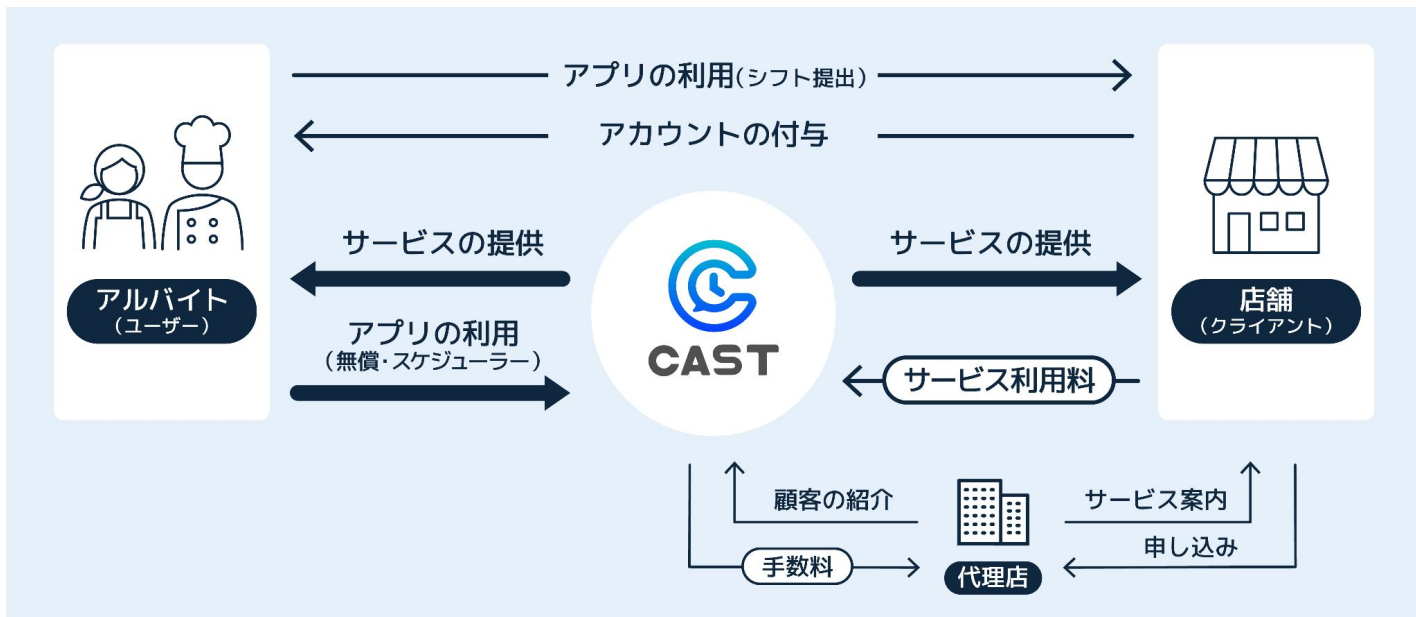 アプリの利用(シフト提出)
アカウントの付与
サービスの提供
サービスの提供
アルバイト
(ユーザー)
アプリの利用
(無償・スケジューラー)
CAST
店舗
(クライアント)
サービス利用料
顧客の紹介
サービス案内
手数料
代理店
申し込み